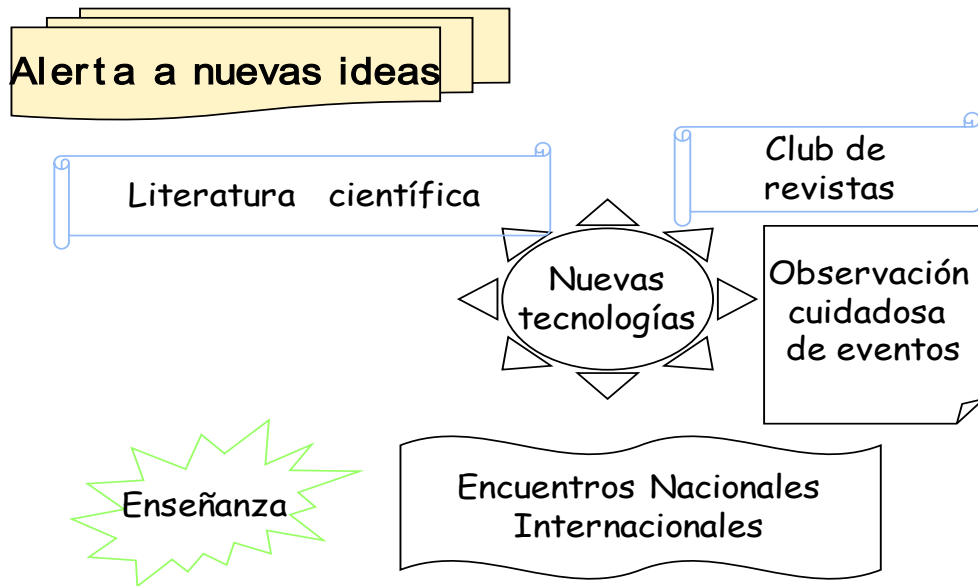 Alerta a nuevas ideas
Literatura científica
Club de
revistas
Nuevas
tecnologías
Observación
cuidadosa
de eventos
Enseñanza
Encuentros Nacionales
Internacionales